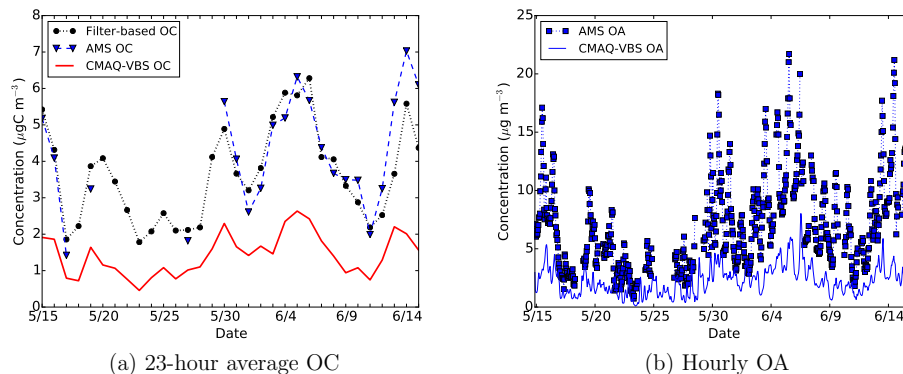 8
7
6
5
4
3
2
1
0
Concentration (μgC m⁻³)
Filter-based OC
AMS OC
CMAQ-VBS OC
5/15 5/20 5/25 5/30 6/4 6/9 6/14
Date
(a) 23-hour average OC
25
20
15
10
5
0
Concentration (μg m⁻³)
AMS OA
CMAQ-VBS OA
5/15 5/20 5/25 5/30 6/4 6/9 6/14
Date
(b) Hourly OA